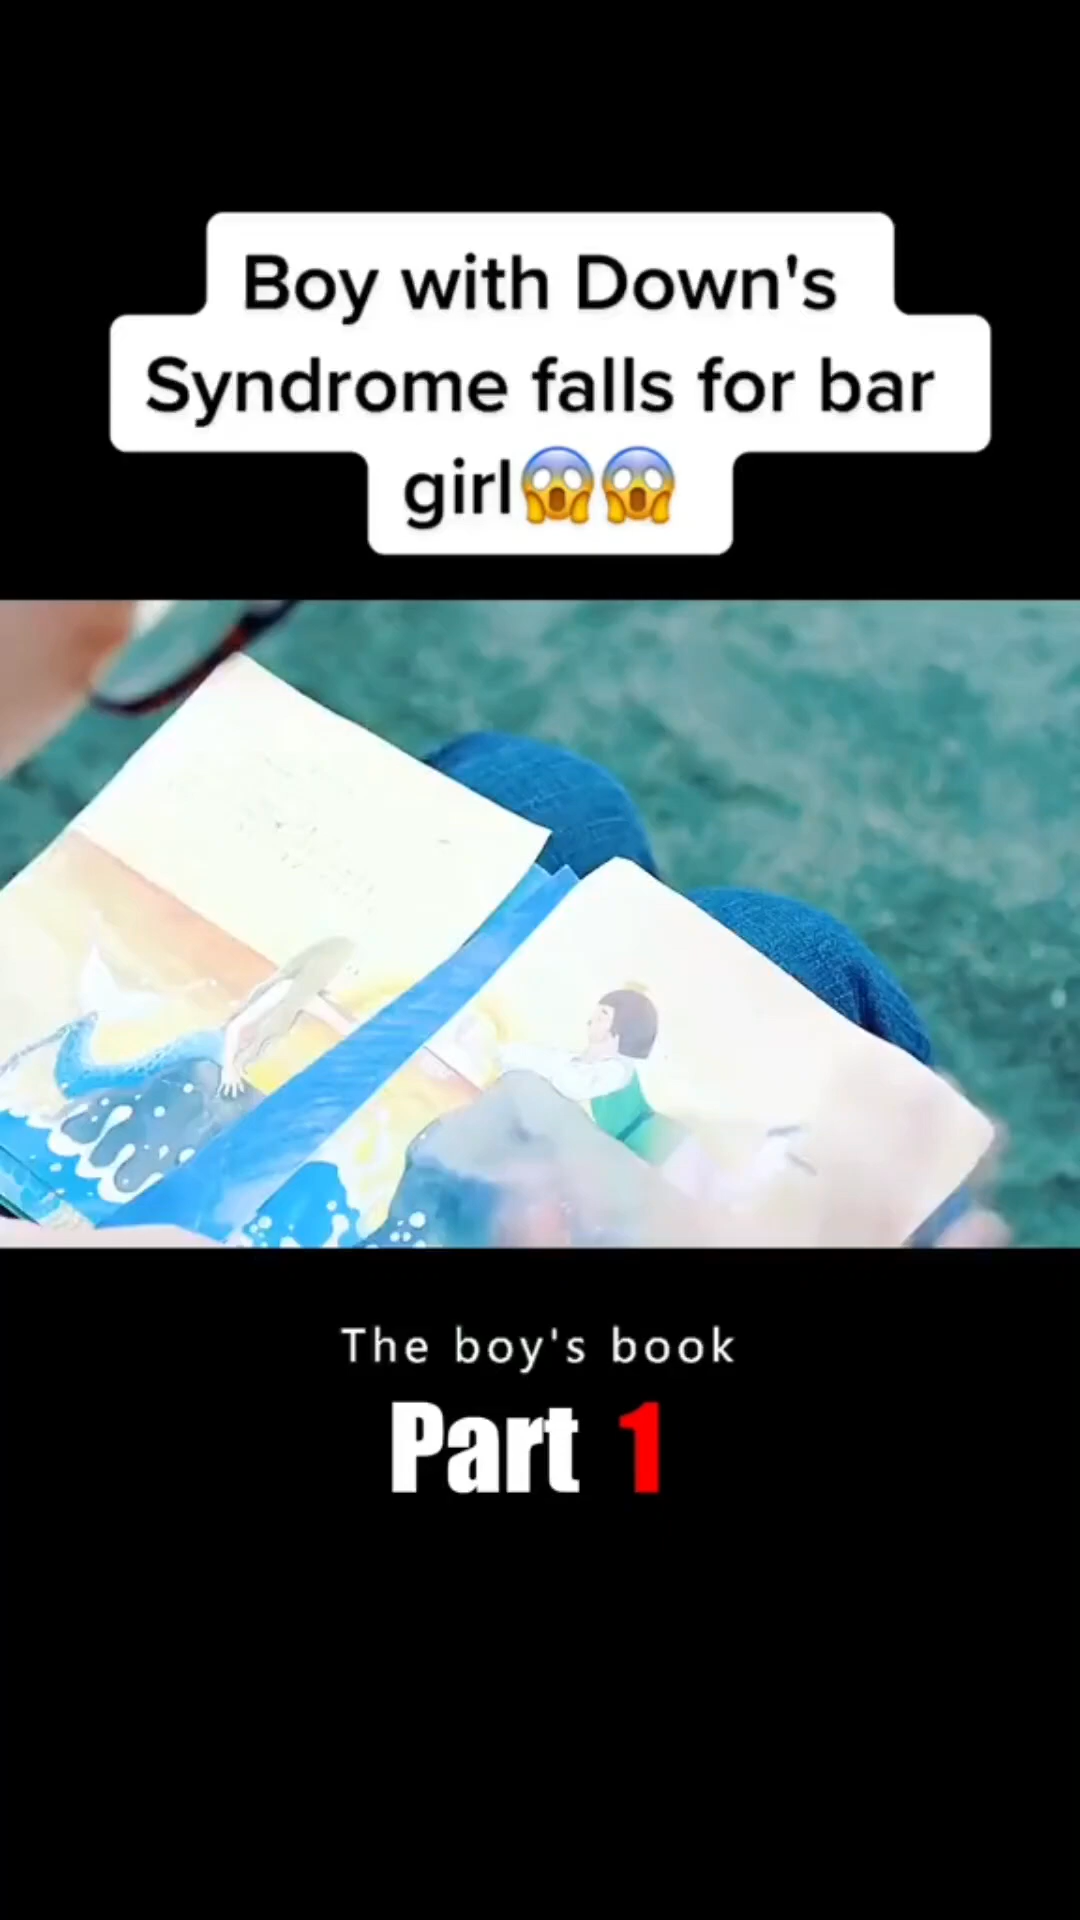 Boy with Down's
Syndrome falls for bar
girl😱😱
The boy's book
Part 1